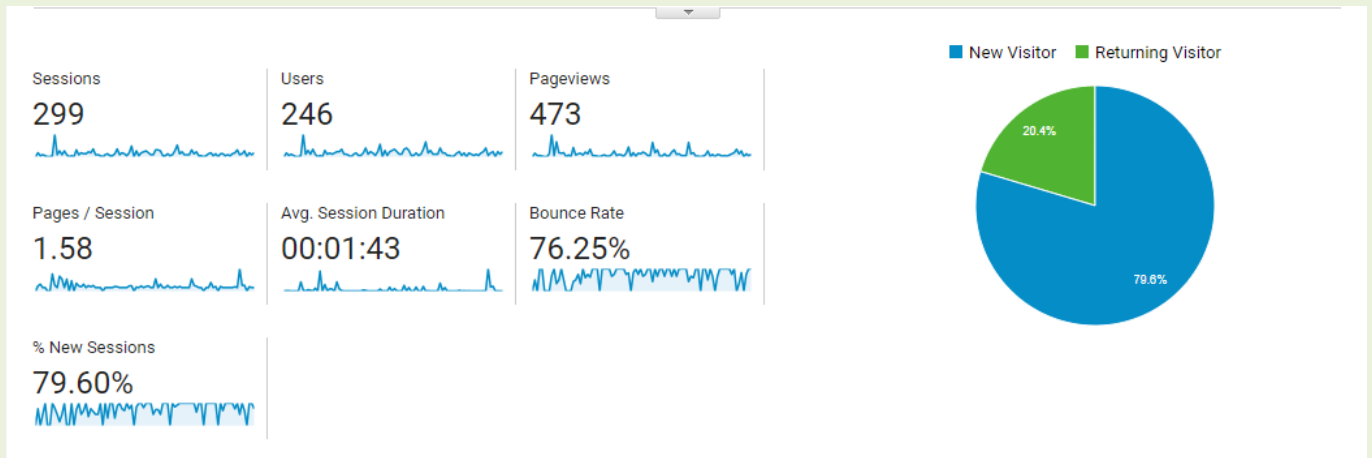 Sessions
299
Users
246
Pageviews
473
Pages / Session
1.58
Avg. Session Duration
00:01:43
Bounce Rate
76.25%
% New Sessions
79.60%
New Visitor
Returning Visitor
20.4%
79.6%